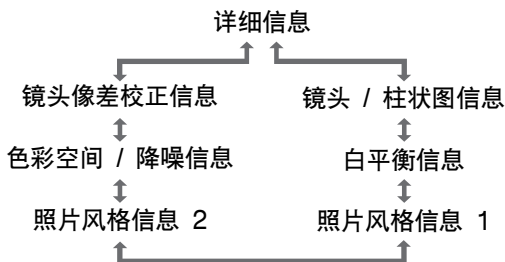 详细信息
镜头像差校正信息
镜头 / 柱状图信息
色彩空间 / 降噪信息
白平衡信息
照片风格信息 2
照片风格信息 1